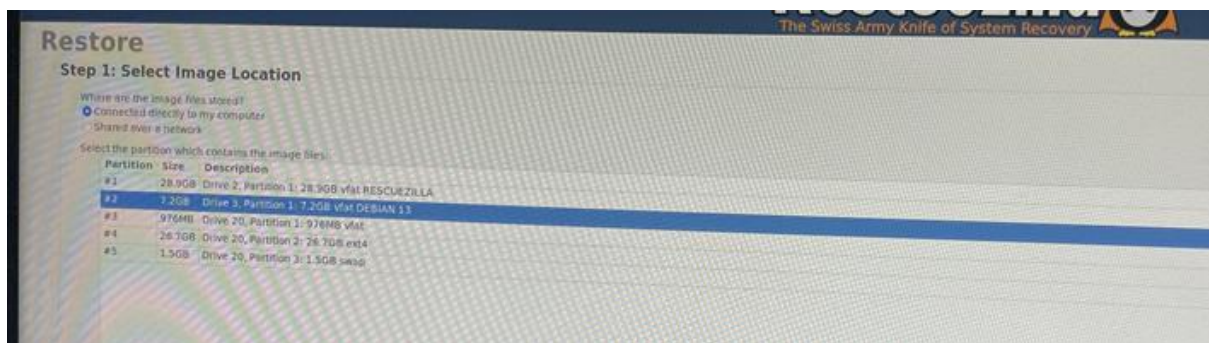 The Swiss Army Knife of System Recovery
Restore
Step 1: Select Image Location
Where are the image files stored?
Connected directly to my computer
Shared over a network
Select the partition which contains the image files:
Partition Size Description
#1 28.9GB Drive 2, Partition 1: 28.9GB vfat RESCUEZILLA
#2 7.2GB Drive 3, Partition 1: 7.2GB vfat DEBIAN 13
#3 976MB Drive 20, Partition 1: 976MB vfat
#4 26.7GB Drive 20, Partition 2: 26.7GB ext4
#5 1.5GB Drive 20, Partition 3: 1.5GB swap